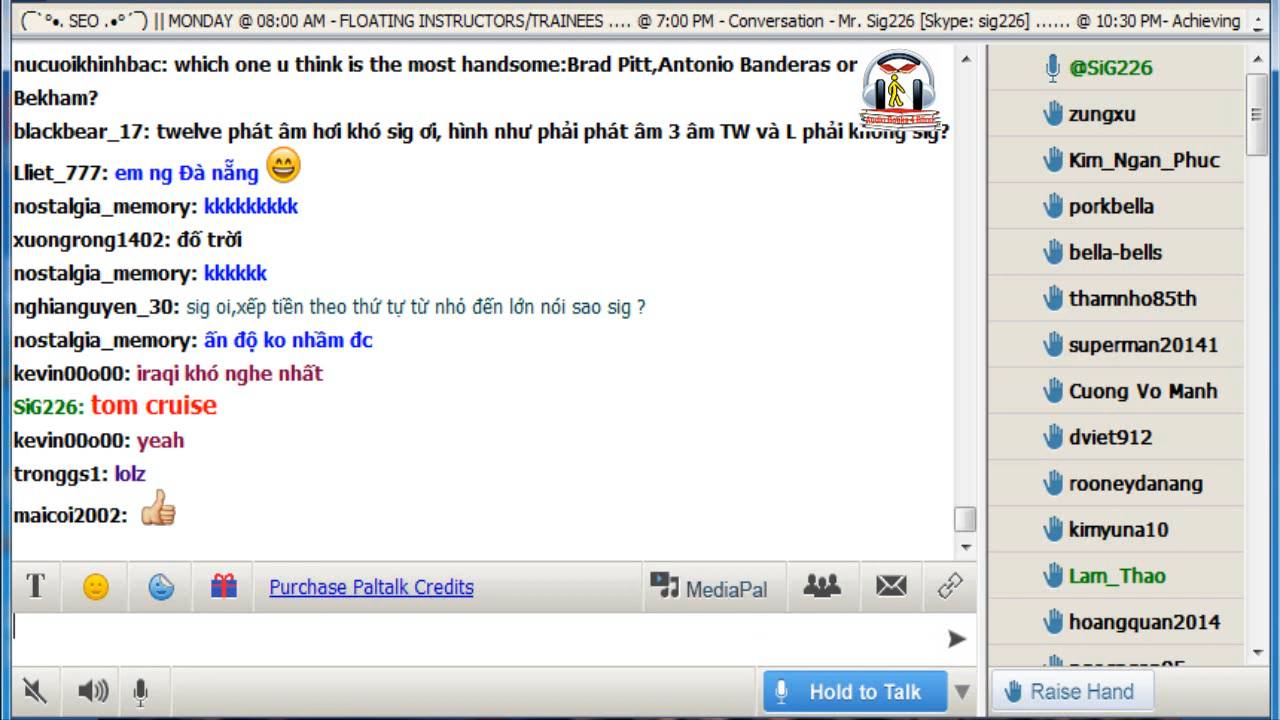 (¯`°•. SEO .•°´¯) || MONDAY @ 08:00 AM - FLOATING INSTRUCTORS/TRAINEES .... @ 7:00 PM - Conversation - Mr. Sig226 [Skype: sig226] ...... @ 10:30 PM- Achieving
nucuoikhinhbac: which one u think is the most handsome:Brad Pitt,Antonio Banderas or
Bekham?
blackbear_17: twelve phát âm hơi khó sig ơi, hình như phải phát âm 3 âm TW và L phải không sig?
Lliet_777: em ng Đà nẵng
nostalgia_memory: kkkkkkkkk
xuongrong1402: đố trời
nostalgia_memory: kkkkkk
nghianguyen_30: sig oi,xếp tiền theo thứ tự từ nhỏ đến lớn nói sao sig ?
nostalgia_memory: ấn độ ko nhầm đc
kevin00o00: iraqi khó nghe nhất
SiG226: tom cruise
kevin00o00: yeah
tronggs1: lolz
maicoi2002:
Audio Books 4 Blind
T
Purchase Paltalk Credits
MediaPal
Hold to Talk
@SiG226
zungxu
Kim_Ngan_Phuc
porkbella
bella-bells
thamnho85th
superman20141
Cuong Vo Manh
dviet912
rooneydanang
kimyuna10
Lam_Thao
hoangquan2014
Raise Hand